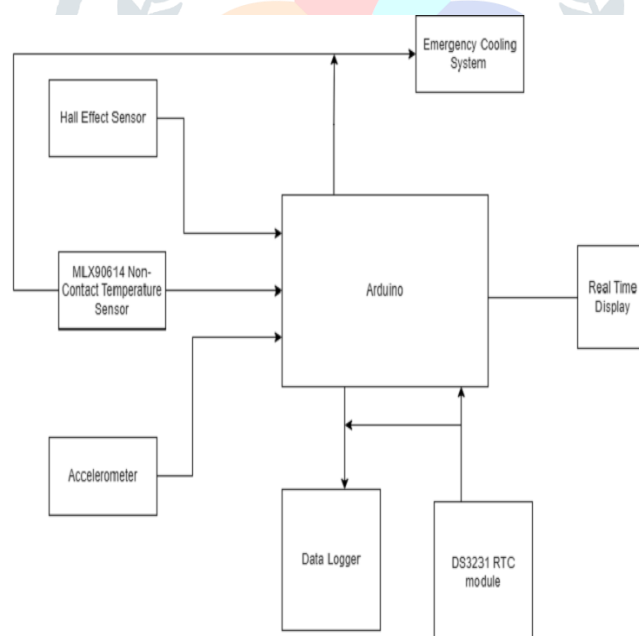 Emergency Cooling
System
Hall Effect Sensor
MLX90614 Non-
Contact Temperature
Sensor
Arduino
Real Time
Display
Accelerometer
Data Logger
DS3231 RTC
module